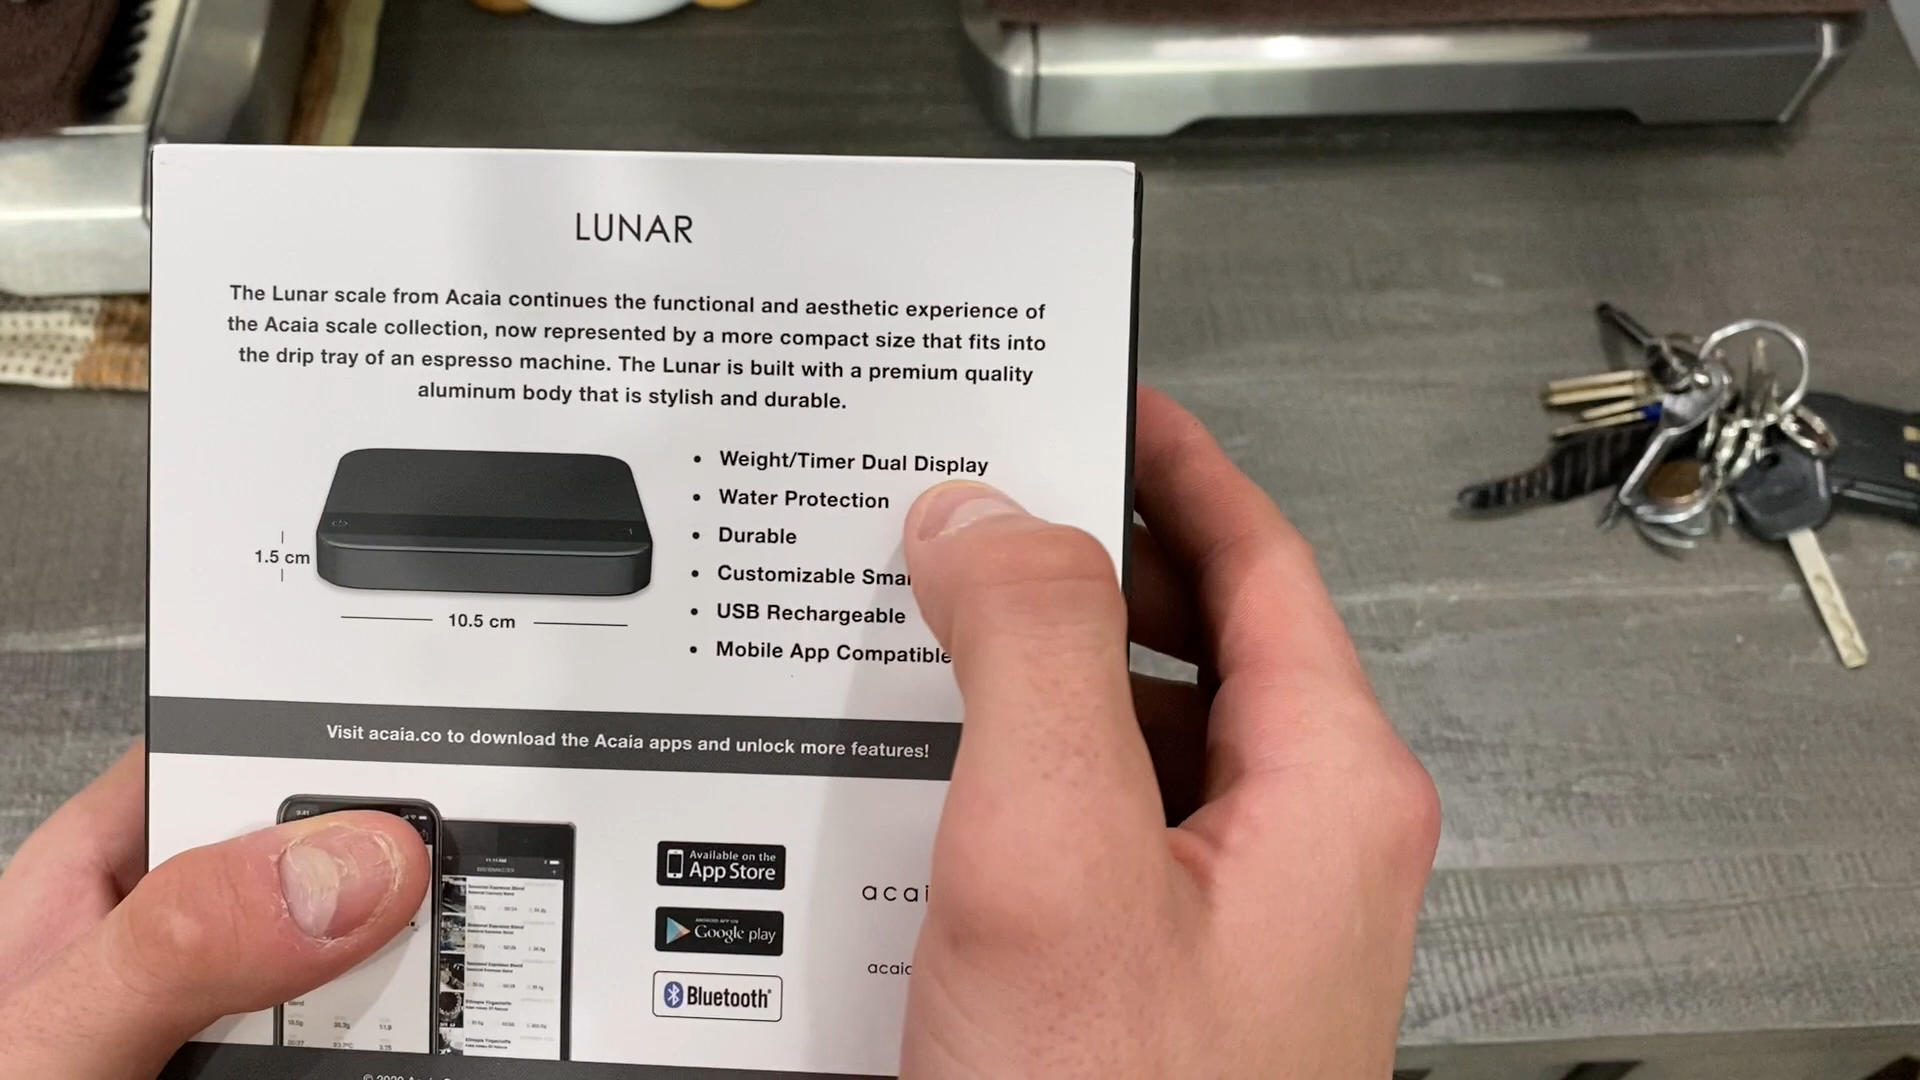 LUNAR
The Lunar scale from Acaia continues the functional and aesthetic experience of
the Acaia scale collection, now represented by a more compact size that fits into
the drip tray of an espresso machine. The Lunar is built with a premium quality
aluminum body that is stylish and durable.
• Weight/Timer Dual Display
• Water Protection
• Durable
• Customizable
• USB Rechargeable
• Mobile App Compatible
1.5 cm
10.5 cm
Visit acaia.co to download the Acaia apps and unlock more features!
Available on the
App Store
ANDROID APP ON
Google play
Bluetooth®
acai
acaia